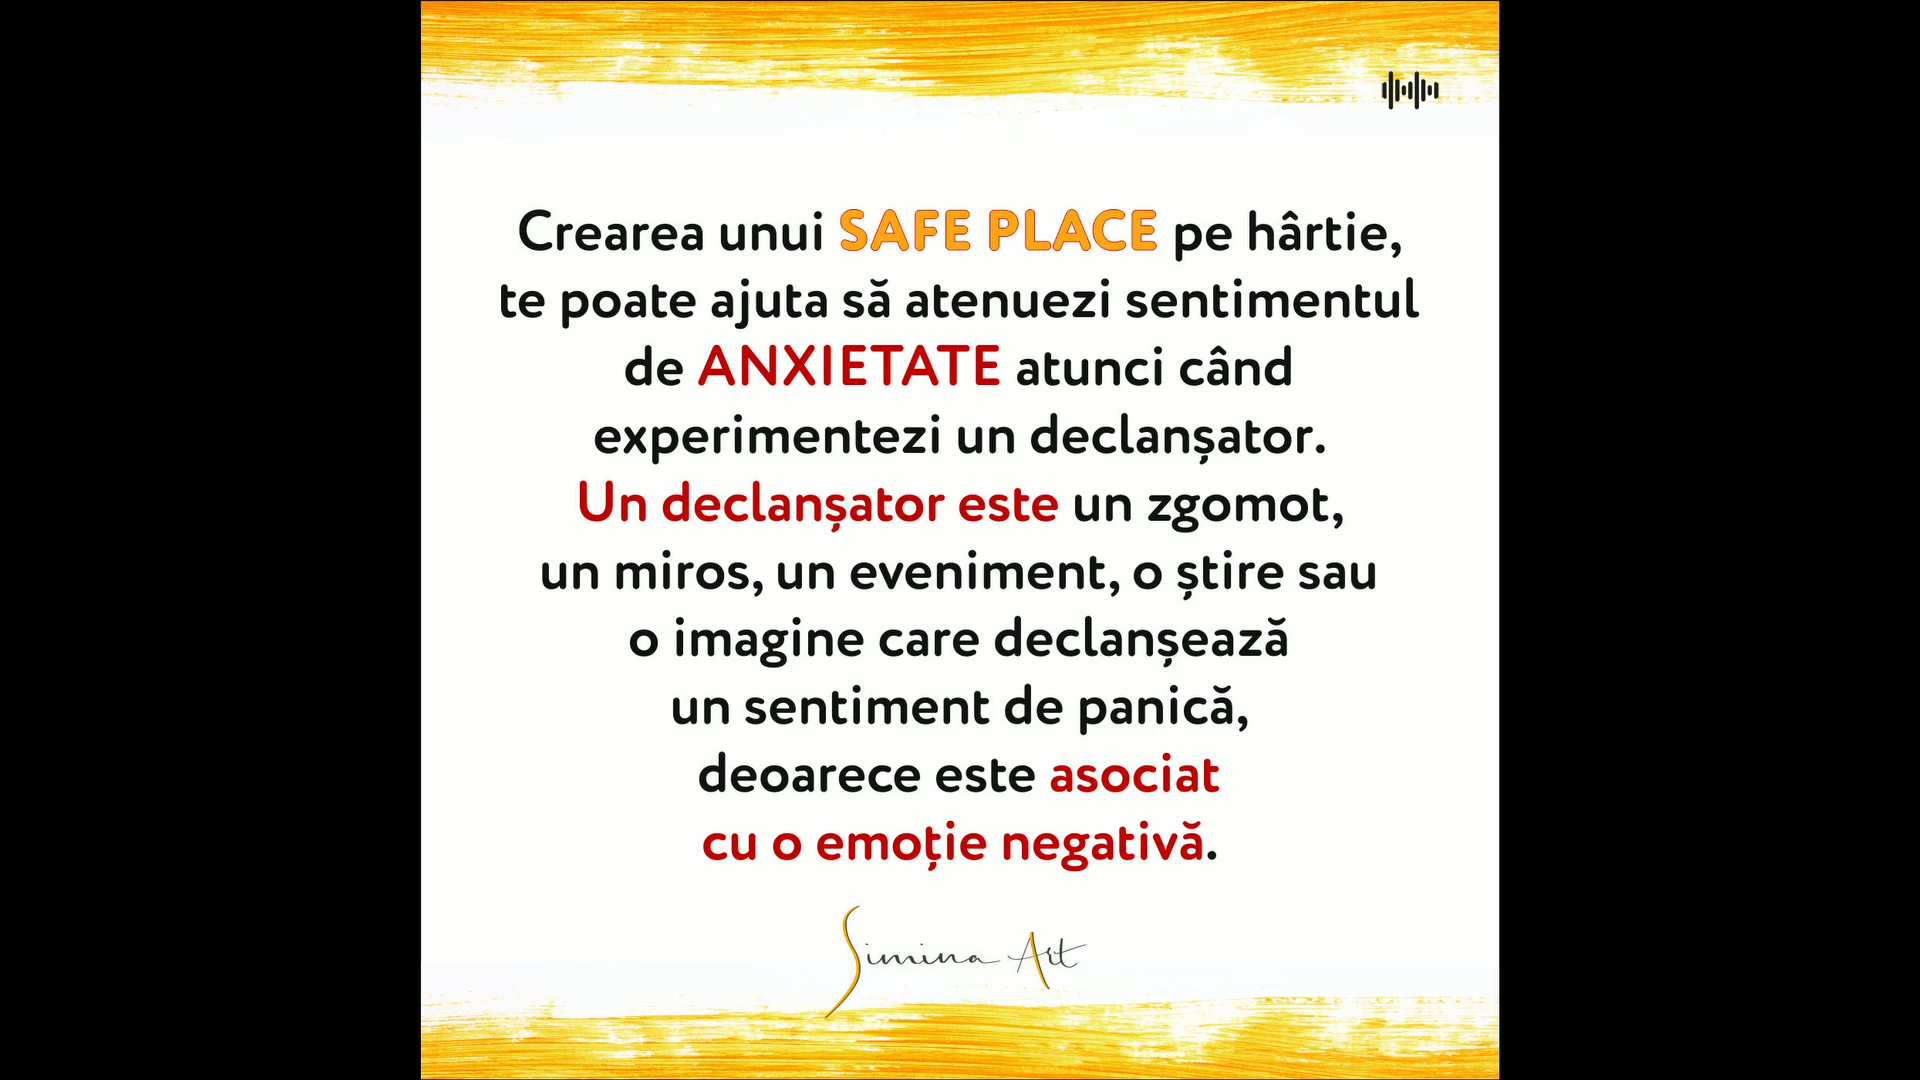 Crearea unui SAFE PLACE pe hârtie,
te poate ajuta să atenuezi sentimentul
de ANXIETATE atunci când
experimentezi un declanșator.
Un declanșator este un zgomot,
un miros, un eveniment, o știre sau
o imagine care declanșează
un sentiment de panică,
deoarece este asociat
cu o emoție negativă.
Simina Art